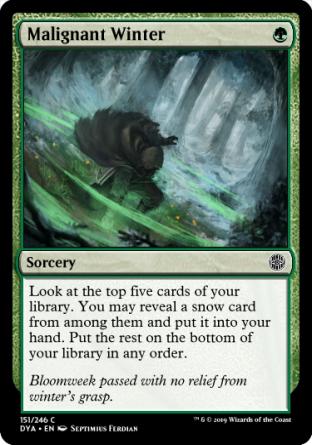 Malignant Winter
Sorcery
Look at the top five cards of your
library. You may reveal a snow card
from among them and put it into your
hand. Put the rest on the bottom of
your library in any order.
Bloomweek passed with no relief from
winter's grasp.
151/246 C
DYA • EN SEPTIMIUS FERDIAN
™ & © 2019 Wizards of the Coast